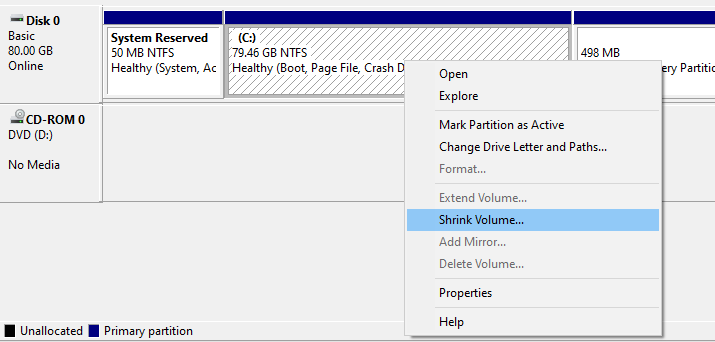 Disk 0
Basic
80.00 GB
Online
System Reserved
50 MB NTFS
Healthy (System, Ac
(C:)
79.46 GB NTFS
Healthy (Boot, Page File, Crash D
498 MB
ery Partitio
CD-ROM 0
DVD (D:)
No Media
Open
Explore
Mark Partition as Active
Change Drive Letter and Paths...
Format...
Extend Volume...
Shrink Volume...
Add Mirror...
Delete Volume...
Properties
Help
Unallocated
Primary partition